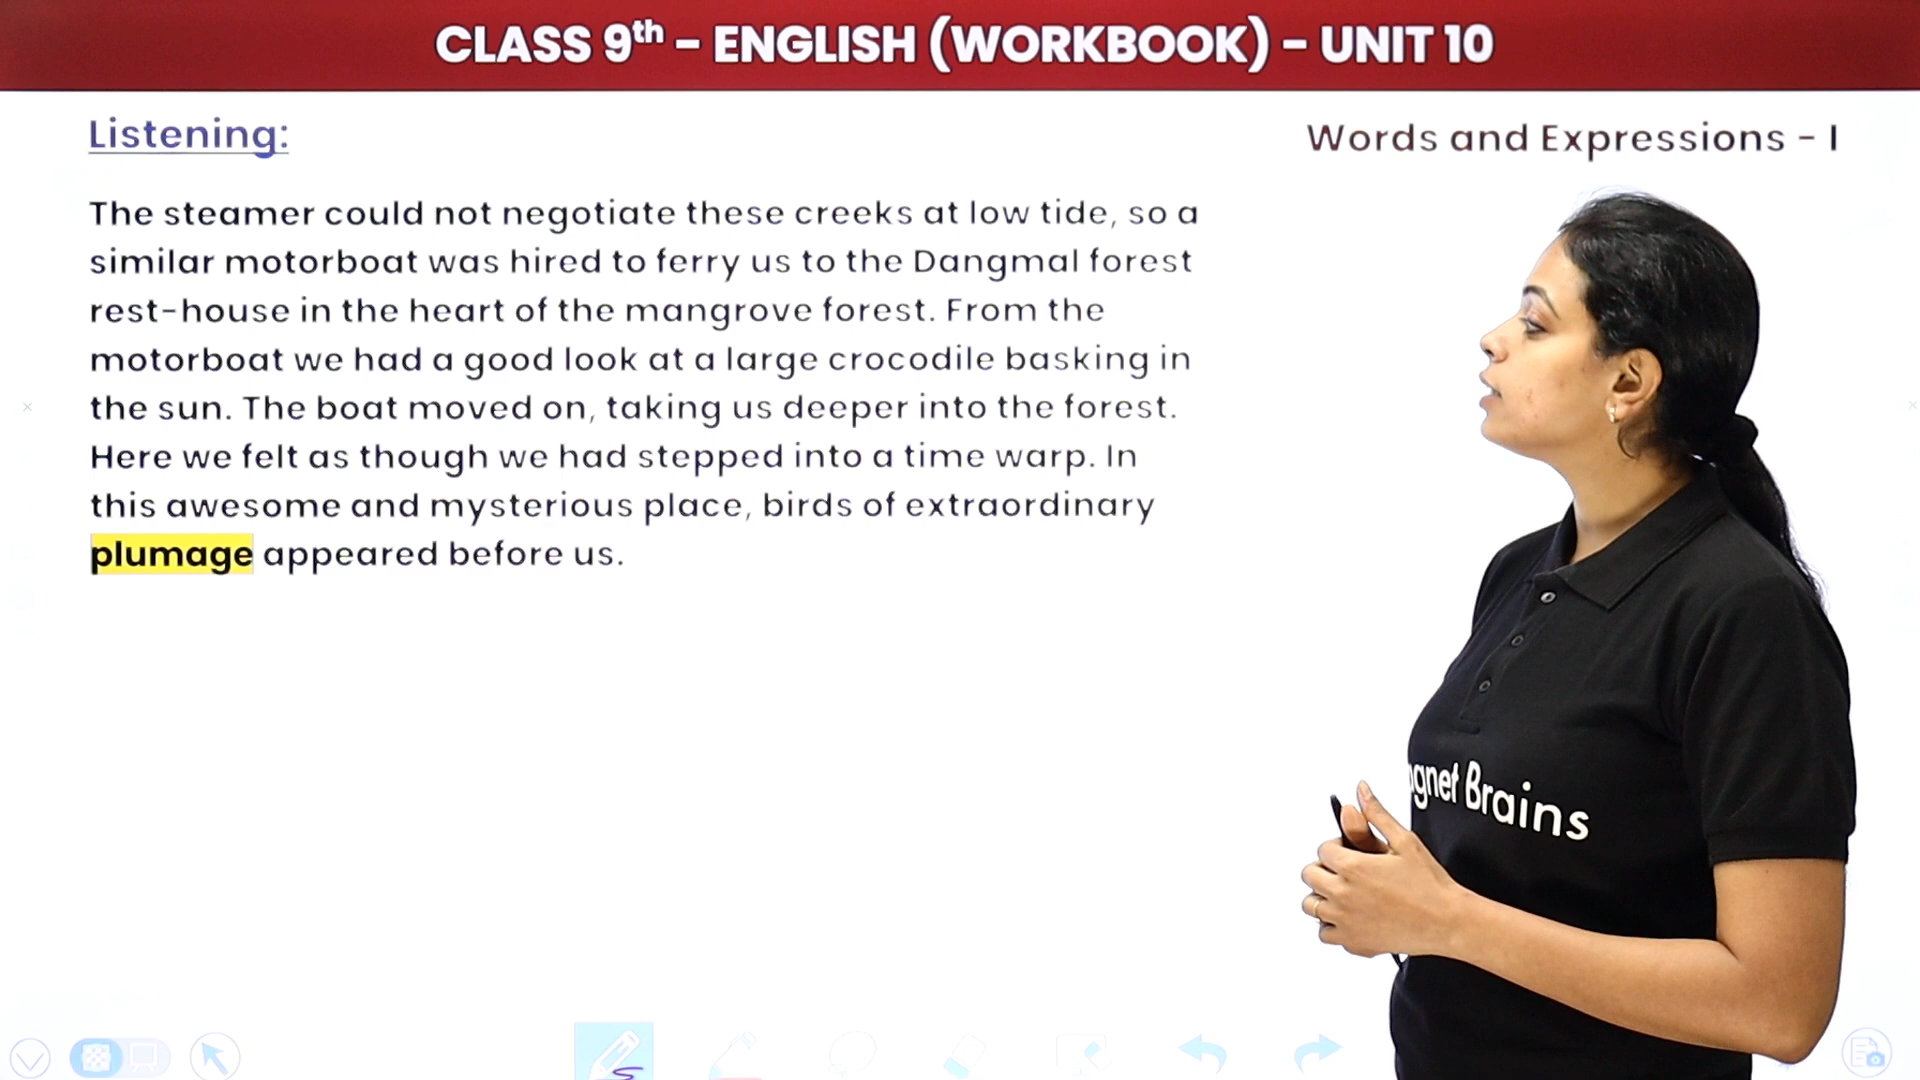 CLASS 9th – ENGLISH (WORKBOOK) – UNIT 10
Listening:
Words and Expressions - I
The steamer could not negotiate these creeks at low tide, so a
similar motorboat was hired to ferry us to the Dangmal forest
rest-house in the heart of the mangrove forest. From the
motorboat we had a good look at a large crocodile basking in
the sun. The boat moved on, taking us deeper into the forest.
Here we felt as though we had stepped into a time warp. In
this awesome and mysterious place, birds of extraordinary
plumage appeared before us.
agnet Brains